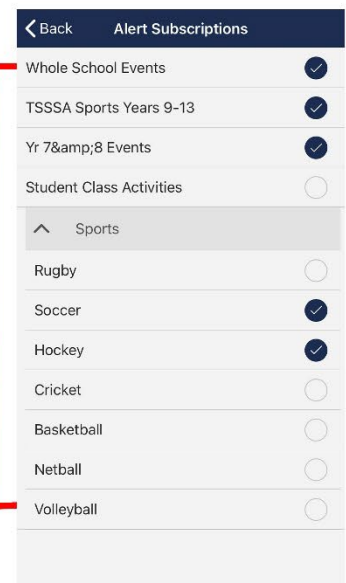 Back Alert Subscriptions
Whole School Events
TSSSA Sports Years 9-13
Yr 7&amp;8 Events
Student Class Activities
Sports
Rugby
Soccer
Hockey
Cricket
Basketball
Netball
Volleyball